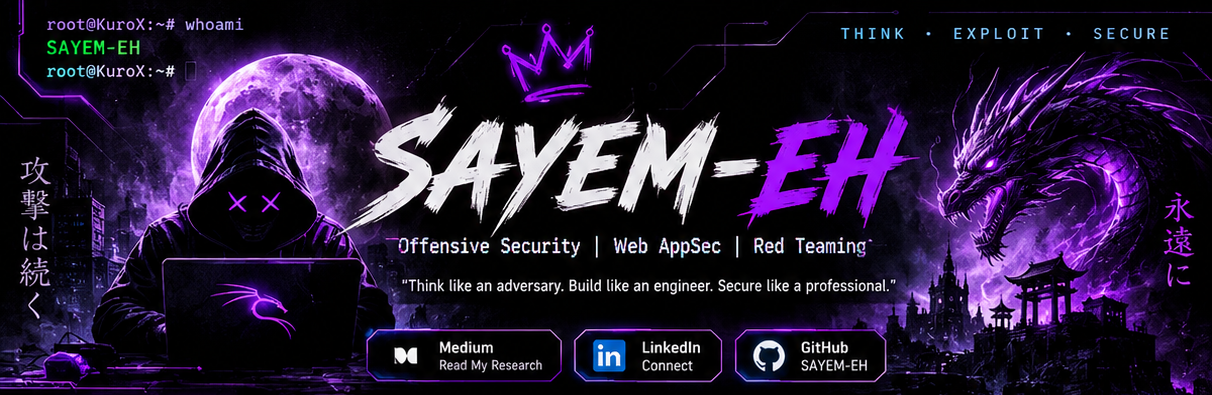 root@KuroX:~# whoami
SAYEM-EH
root@KuroX:~#
THINK • EXPLOIT • SECURE
攻撃は続く
SAYEM-EH
Offensive Security | Web AppSec | Red Teaming
"Think like an adversary. Build like an engineer. Secure like a professional."
永遠に
Medium
Read My Research
in
LinkedIn
Connect
GitHub
SAYEM-EH